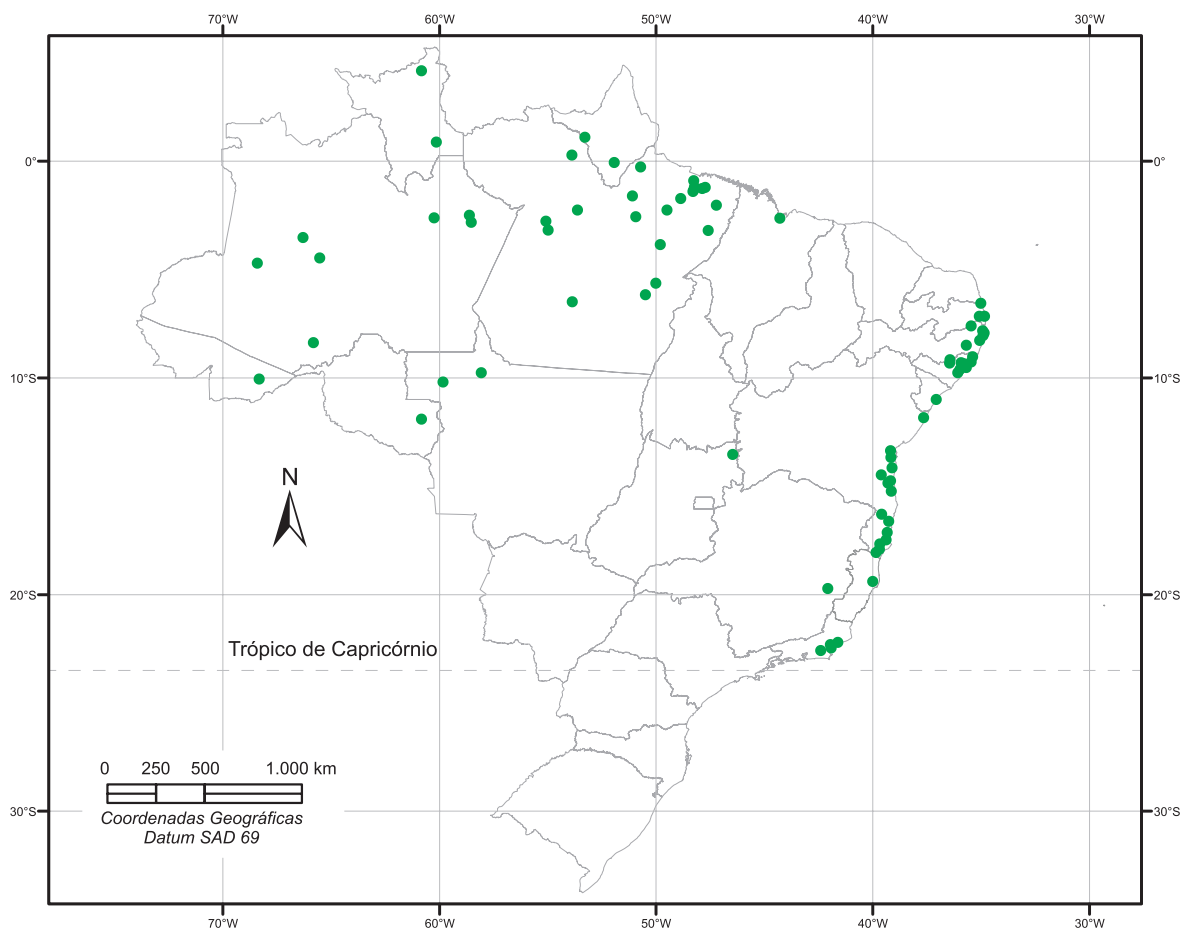 70°W 60°W 50°W 40°W 30°W
0° 0°
10°S 10°S
N
20°S 20°S
Trópico de Capricórnio
0 250 500 1.000 km
Coordenadas Geográficas
Datum SAD 69
30°S 30°S
70°W 60°W 50°W 40°W 30°W